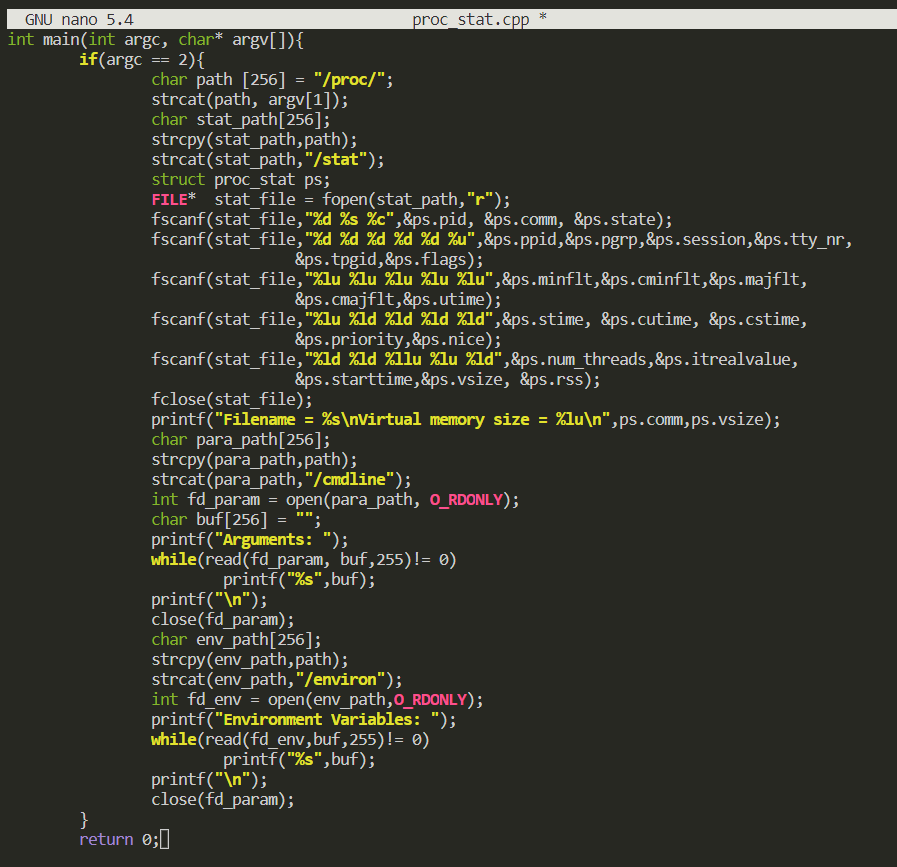 GNU nano 5.4 proc_stat.cpp *
int main(int argc, char* argv[]){
if(argc == 2){
char path [256] = "/proc/";
strcat(path, argv[1]);
char stat_path[256];
strcpy(stat_path,path);
strcat(stat_path,"/stat");
struct proc_stat ps;
FILE* stat_file = fopen(stat_path,"r");
fscanf(stat_file,"%d %s %c",&ps.pid, &ps.comm, &ps.state);
fscanf(stat_file,"%d %d %d %d %d %u",&ps.ppid,&ps.pgrp,&ps.session,&ps.tty_nr,
&ps.tpgid,&ps.flags);
fscanf(stat_file,"%lu %lu %lu %lu %lu",&ps.minflt,&ps.cminflt,&ps.majflt,
&ps.cmajflt,&ps.utime);
fscanf(stat_file,"%lu %ld %ld %ld %ld",&ps.stime, &ps.cutime, &ps.cstime,
&ps.priority,&ps.nice);
fscanf(stat_file,"%ld %ld %llu %lu %ld",&ps.num_threads,&ps.itrealvalue,
&ps.starttime,&ps.vsize, &ps.rss);
fclose(stat_file);
printf("Filename = %s\nVirtual memory size = %lu\n",ps.comm,ps.vsize);
char para_path[256];
strcpy(para_path,path);
strcat(para_path,"/cmdline");
int fd_param = open(para_path, O_RDONLY);
char buf[256] = "";
printf("Arguments: ");
while(read(fd_param, buf,255)!= 0)
printf("%s",buf);
printf("\n");
close(fd_param);
char env_path[256];
strcpy(env_path,path);
strcat(env_path,"/environ");
int fd_env = open(env_path,O_RDONLY);
printf("Environment Variables: ");
while(read(fd_env,buf,255)!= 0)
printf("%s",buf);
printf("\n");
close(fd_param);
}
return 0;